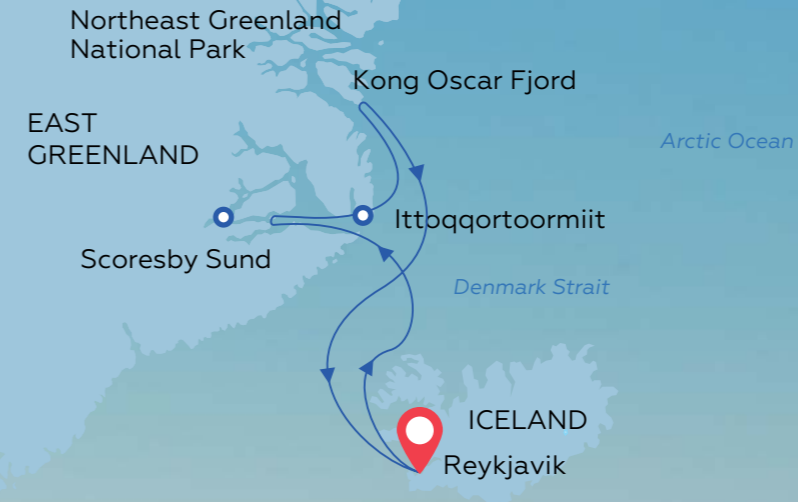 Northeast Greenland
National Park
Kong Oscar Fjord
EAST
GREENLAND
Arctic Ocean
Ittoqqortoormiit
Scoresby Sund
Denmark Strait
ICELAND
Reykjavik